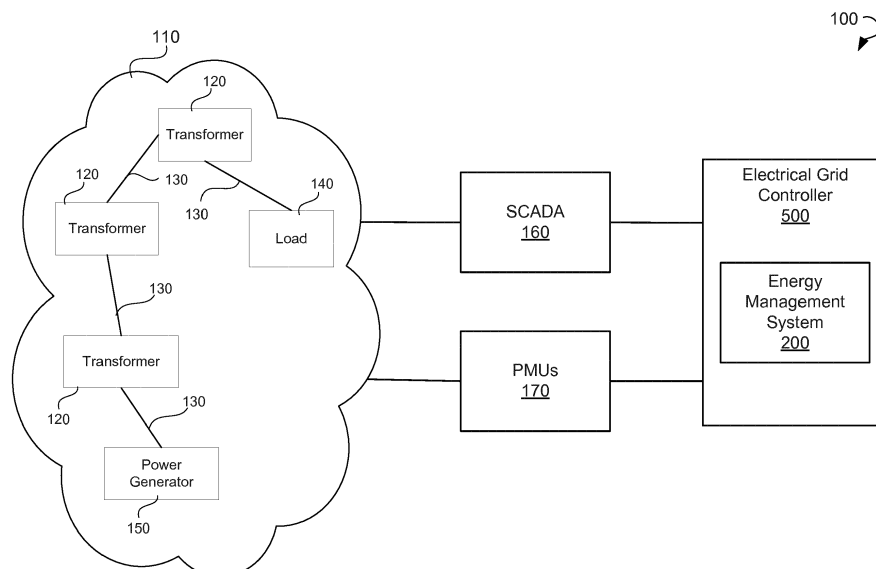 100
110
120
Transformer
130
130
120
Transformer
140
Load
130
Transformer
120
130
Power
Generator
150
SCADA
160
PMUs
170
Electrical Grid
Controller
500
Energy
Management
System
200